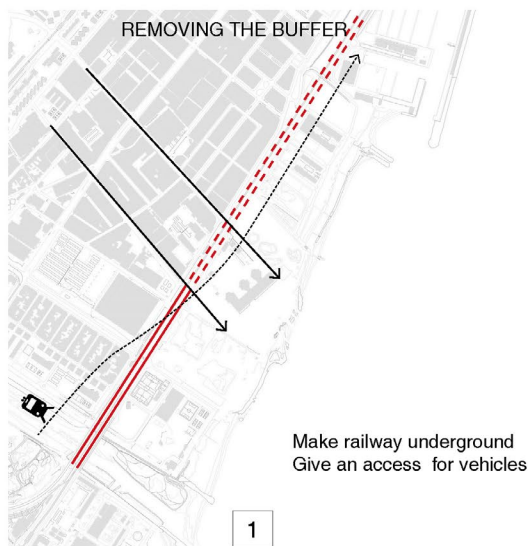 REMOVING THE BUFFER
Make railway underground
Give an access for vehicles
1